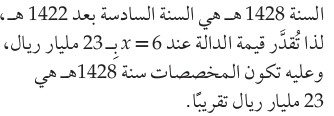 السنة 1428 هـ هي السنة السادسة بعد 1422 هـ،
لذا تُقدَّر قيمة الدالة عند x = 6 بِـ 23 مليار ريال،
وعليه تكون المخصصات سنة 1428هـ هي
23 مليار ريال تقريبًا.